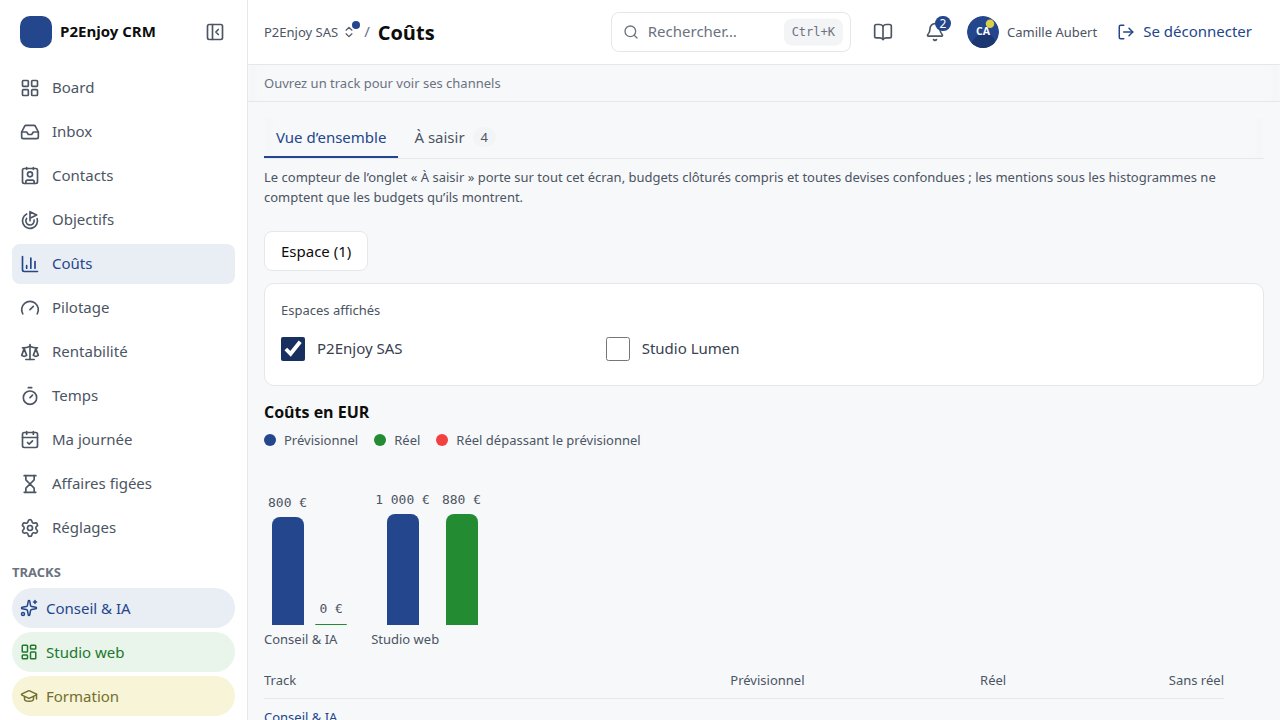 P2Enjoy CRM
Board
Inbox
Contacts
Objectifs
Coûts
Pilotage
Rentabilité
Temps
Ma journée
Affaires figées
Réglages
TRACKS
Conseil & IA
Studio web
Formation
P2Enjoy SAS / Coûts
Rechercher... Ctrl+K
2
CA Camille Aubert
Se déconnecter
Ouvrez un track pour voir ses channels
Vue d’ensemble À saisir 4
Le compteur de l’onglet « À saisir » porte sur tout cet écran, budgets clôturés compris et toutes devises confondues ; les mentions sous les histogrammes ne
comptent que les budgets qu’ils montrent.
Espace (1)
Espaces affichés
P2Enjoy SAS Studio Lumen
Coûts en EUR
Prévisionnel Réel Réel dépassant le prévisionnel
800 € 0 € 1 000 € 880 €
Conseil & IA Studio web
Track Prévisionnel Réel Sans réel
Conseil & IA